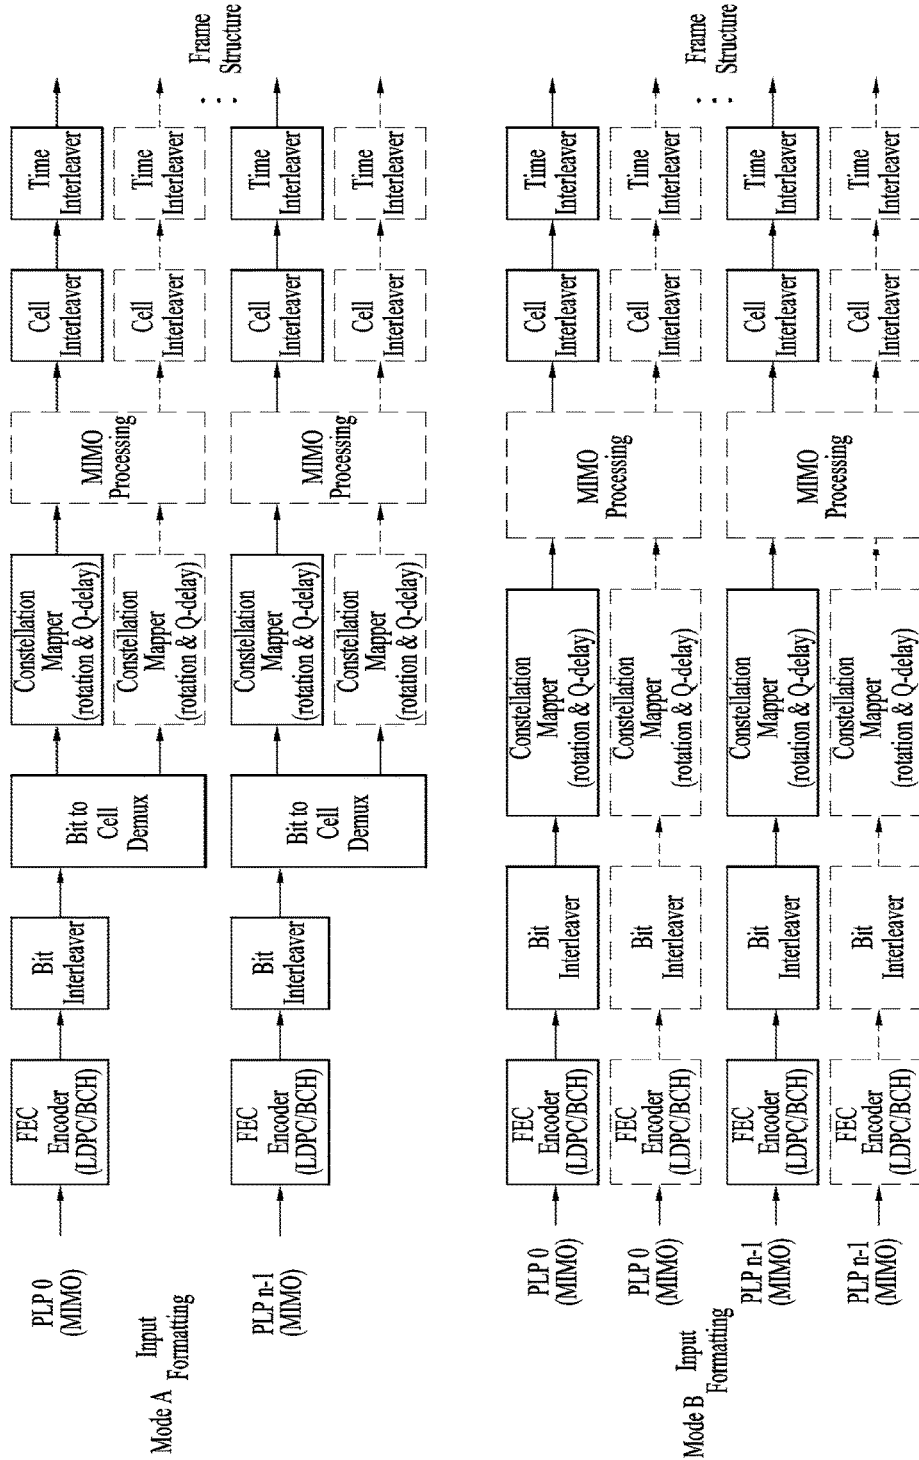 Mode A
Input
Formatting
PLP 0
(MIMO)
FEC
Encoder
(LDPC/BCH)
Bit
Interleaver
Bit to
Cell
Demux
Constellation
Mapper
(rotation & Q-delay)
Constellation
Mapper
(rotation & Q-delay)
MIMO
Processing
Cell
Interleaver
Cell
Interleaver
Time
Interleaver
Time
Interleaver
PLP n-1
(MIMO)
FEC
Encoder
(LDPC/BCH)
Bit
Interleaver
Bit to
Cell
Demux
Constellation
Mapper
(rotation & Q-delay)
Constellation
Mapper
(rotation & Q-delay)
MIMO
Processing
Cell
Interleaver
Cell
Interleaver
Time
Interleaver
Time
Interleaver
Frame
Structure
Mode B
Input
Formatting
PLP 0
(MIMO)
FEC
Encoder
(LDPC/BCH)
Bit
Interleaver
Constellation
Mapper
(rotation & Q-delay)
PLP 0
(MIMO)
FEC
Encoder
(LDPC/BCH)
Bit
Interleaver
Constellation
Mapper
(rotation & Q-delay)
MIMO
Processing
Cell
Interleaver
Cell
Interleaver
Time
Interleaver
Time
Interleaver
PLP n-1
(MIMO)
FEC
Encoder
(LDPC/BCH)
Bit
Interleaver
Constellation
Mapper
(rotation & Q-delay)
PLP n-1
(MIMO)
FEC
Encoder
(LDPC/BCH)
Bit
Interleaver
Constellation
Mapper
(rotation & Q-delay)
MIMO
Processing
Cell
Interleaver
Cell
Interleaver
Time
Interleaver
Time
Interleaver
Frame
Structure